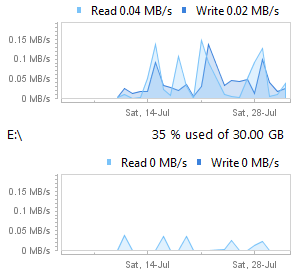 Read 0.04 MB/s Write 0.02 MB/s
0.15 MB/s
0.1 MB/s
0.05 MB/s
0 MB/s
Sat, 14-Jul Sat, 28-Jul
E:\ 35 % used of 30.00 GB
Read 0 MB/s Write 0 MB/s
0.15 MB/s
0.1 MB/s
0.05 MB/s
0 MB/s
Sat, 14-Jul Sat, 28-Jul